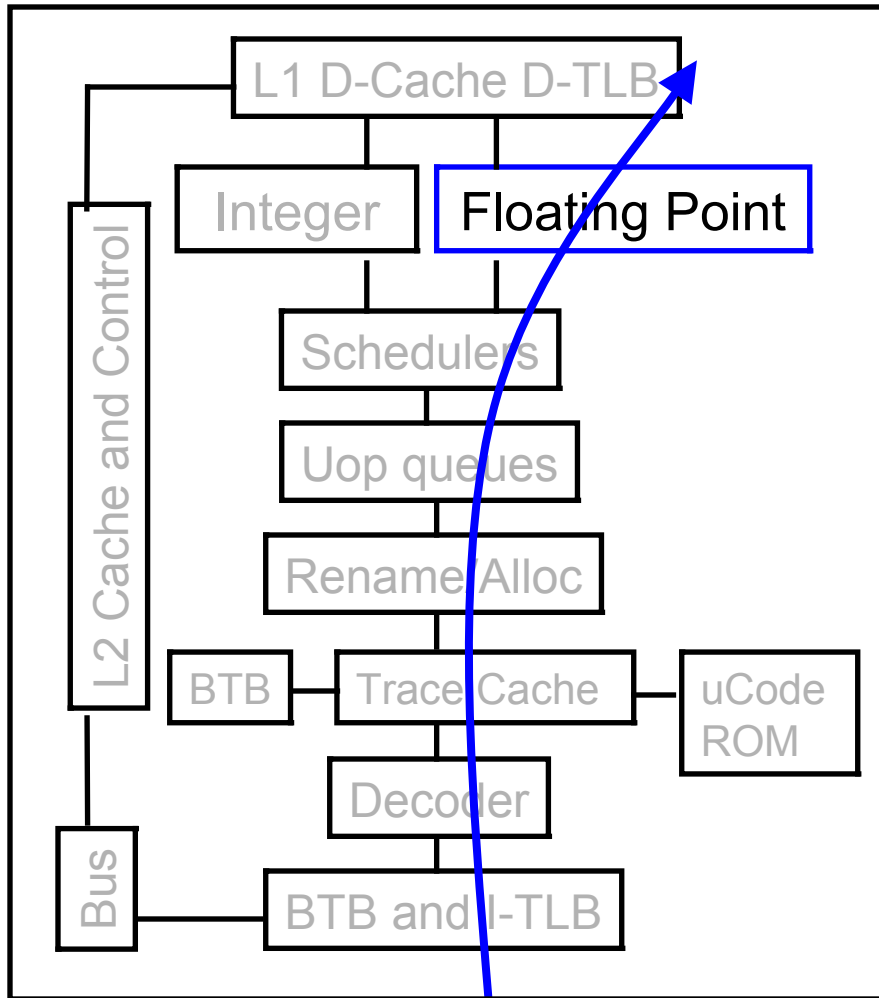 L1 D-Cache D-TLB
Integer
Floating Point
L2 Cache and Control
Schedulers
Uop queues
Rename/Alloc
BTB
Trace Cache
uCode
ROM
Decoder
Bus
BTB and I-TLB